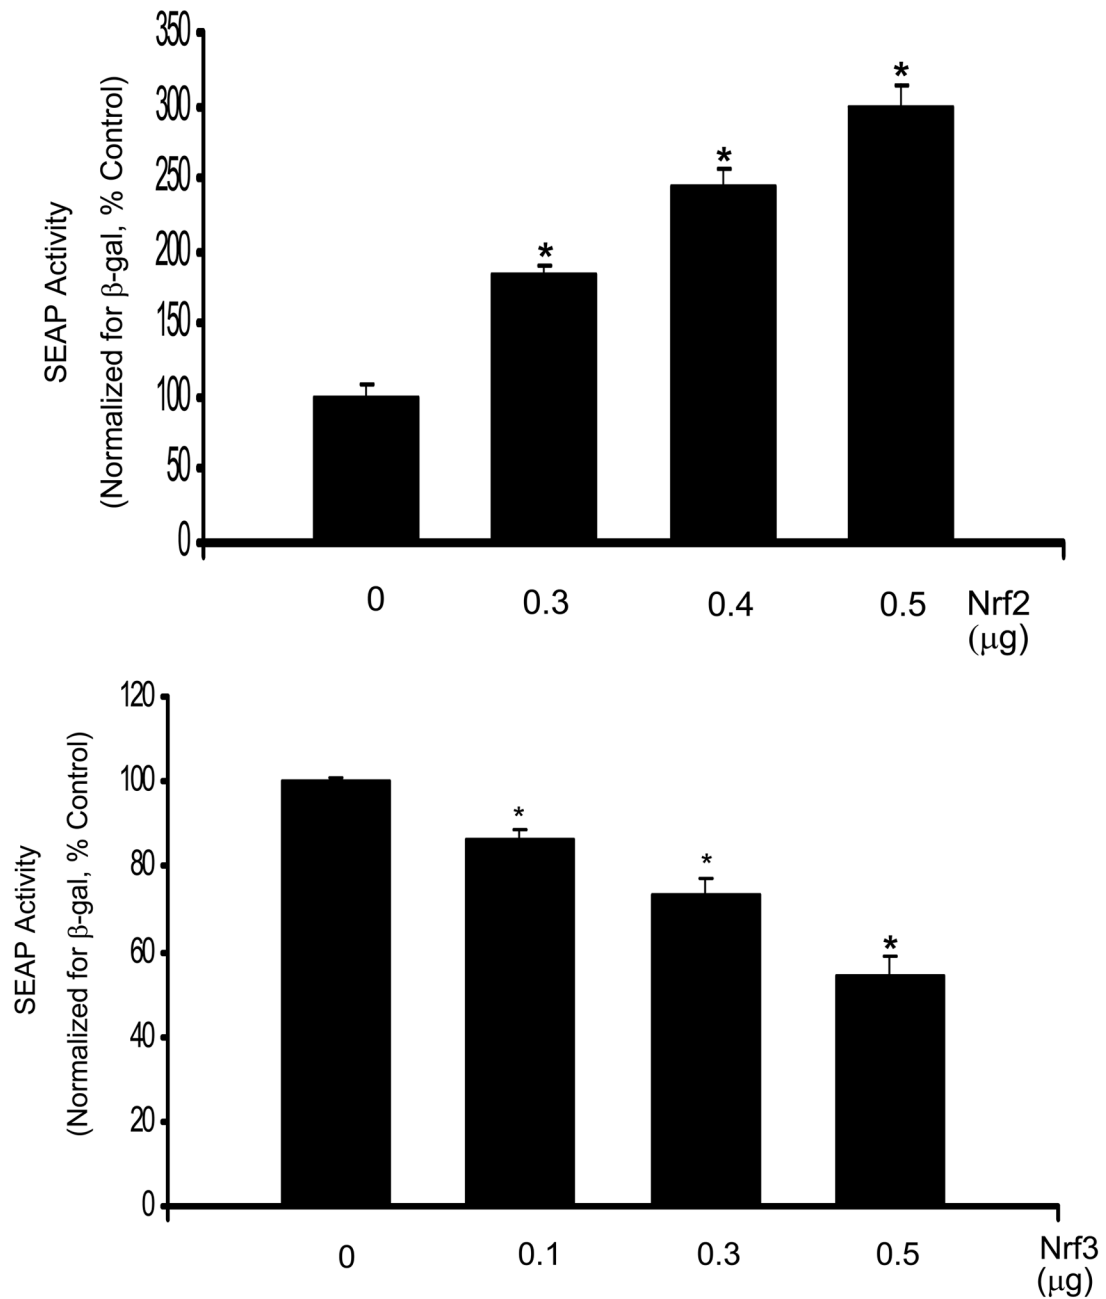 350
300
250
200
150
100
50
0
SEAP Activity
(Normalized for β-gal, % Control)
*
*
*
0 0.3 0.4 0.5 Nrf2
(μg)
120
100
80
60
40
20
0
SEAP Activity
(Normalized for β-gal, % Control)
*
*
*
0 0.1 0.3 0.5 Nrf3
(μg)